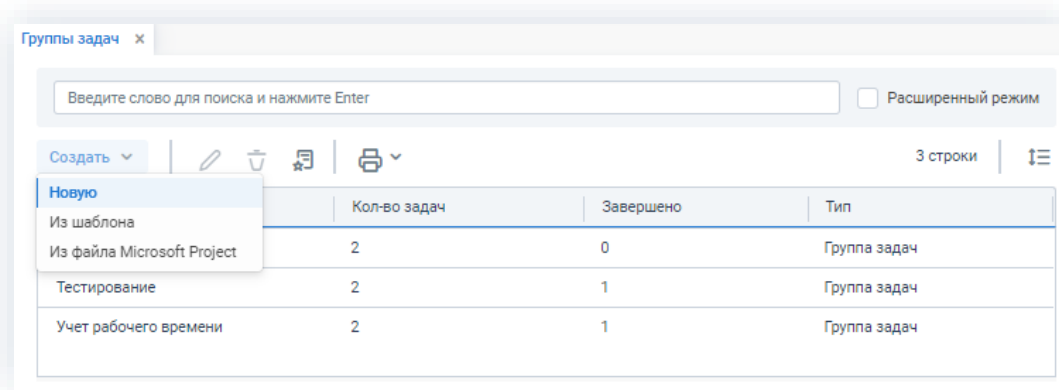 Группы задач x
Введите слово для поиска и нажмите Enter Расширенный режим
Создать 3 строки
Новую Кол-во задач Завершено Тип
Из шаблона
Из файла Microsoft Project 2 0 Группа задач
Тестирование 2 1 Группа задач
Учет рабочего времени 2 1 Группа задач